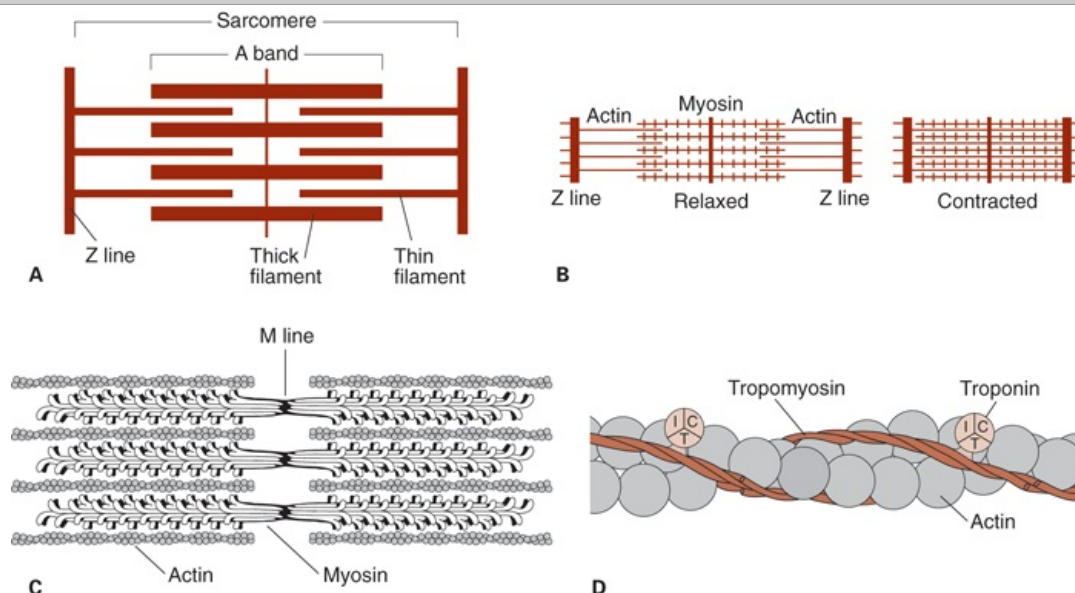 Sarcomere
A band
Z line
Thick
filament
Thin
filament
A
Actin
Myosin
Actin
Z line
Relaxed
Z line
Contracted
B
M line
Actin
Myosin
C
Tropomyosin
Troponin
I C
T
I C
T
Actin
D